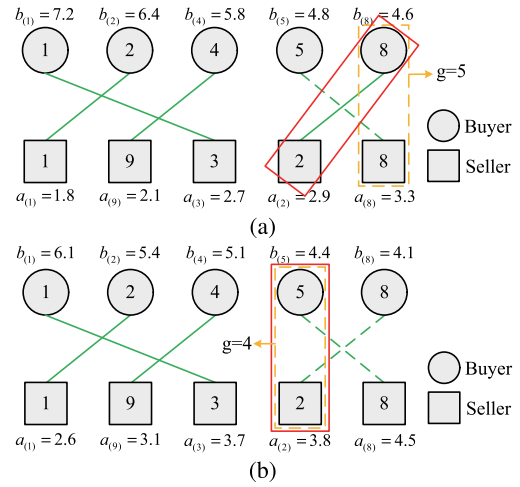 b(1)=7.2 b(2)=6.4 b(4)=5.8 b(5)=4.8 b(8)=4.6
1 2 4 5 8
g=5
Buyer
1 9 3 2 8
Seller
a(1)=1.8 a(9)=2.1 a(3)=2.7 a(2)=2.9 a(8)=3.3
(a)
b(1)=6.1 b(2)=5.4 b(4)=5.1 b(5)=4.4 b(8)=4.1
1 2 4 5 8
g=4
Buyer
1 9 3 2 8
Seller
a(1)=2.6 a(9)=3.1 a(3)=3.7 a(2)=3.8 a(8)=4.5
(b)